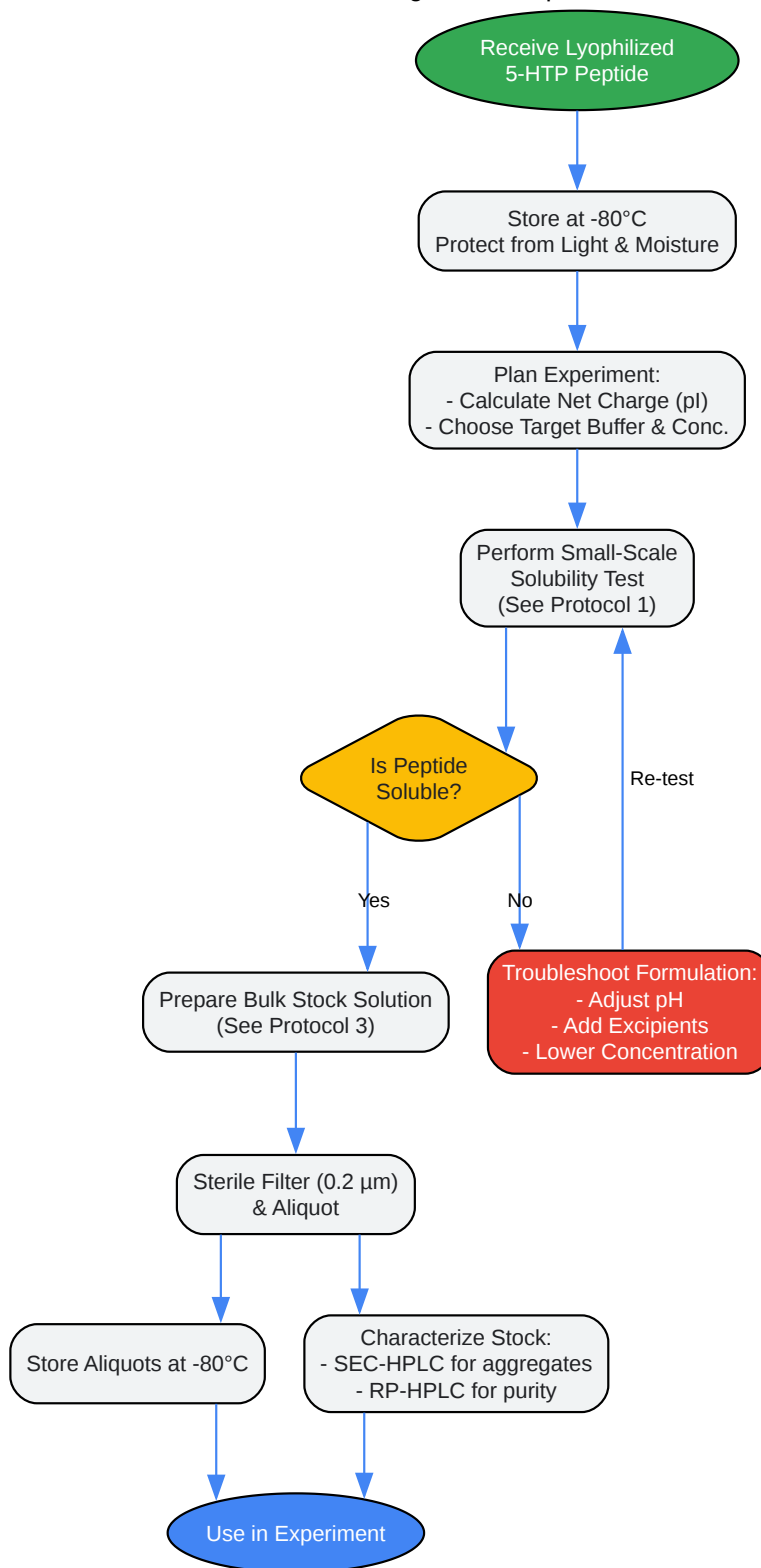 Receive Lyophilized
5-HTP Peptide
Store at -80°C
Protect from Light & Moisture
Plan Experiment:
- Calculate Net Charge (pI)
- Choose Target Buffer & Conc.
Perform Small-Scale
Solubility Test
(See Protocol 1)
Is Peptide
Soluble?
Re-test
Yes
No
Troubleshoot Formulation:
- Adjust pH
- Add Excipients
- Lower Concentration
Prepare Bulk Stock Solution
(See Protocol 3)
Sterile Filter (0.2 µm)
& Aliquot
Store Aliquots at -80°C
Characterize Stock:
- SEC-HPLC for aggregates
- RP-HPLC for purity
Use in Experiment